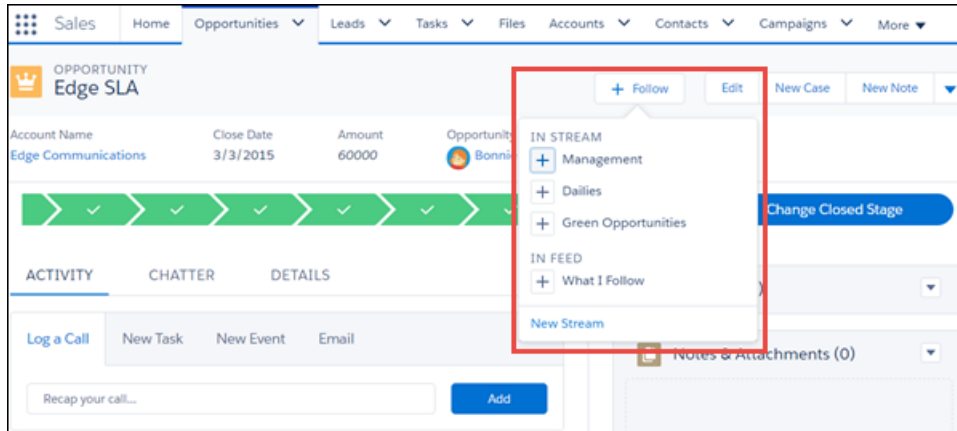 Sales Home Opportunities Leads Tasks Files Accounts Contacts Campaigns More
OPPORTUNITY
Edge SLA
+ Follow Edit New Case New Note
Account Name Close Date Amount Opportunity
Edge Communications 3/3/2015 60000 Bonnie
IN STREAM
+ Management
+ Dailies
+ Green Opportunities
IN FEED
+ What I Follow
New Stream
Change Closed Stage
ACTIVITY CHATTER DETAILS
Log a Call New Task New Event Email
Recap your call... Add
Notes & Attachments (0)